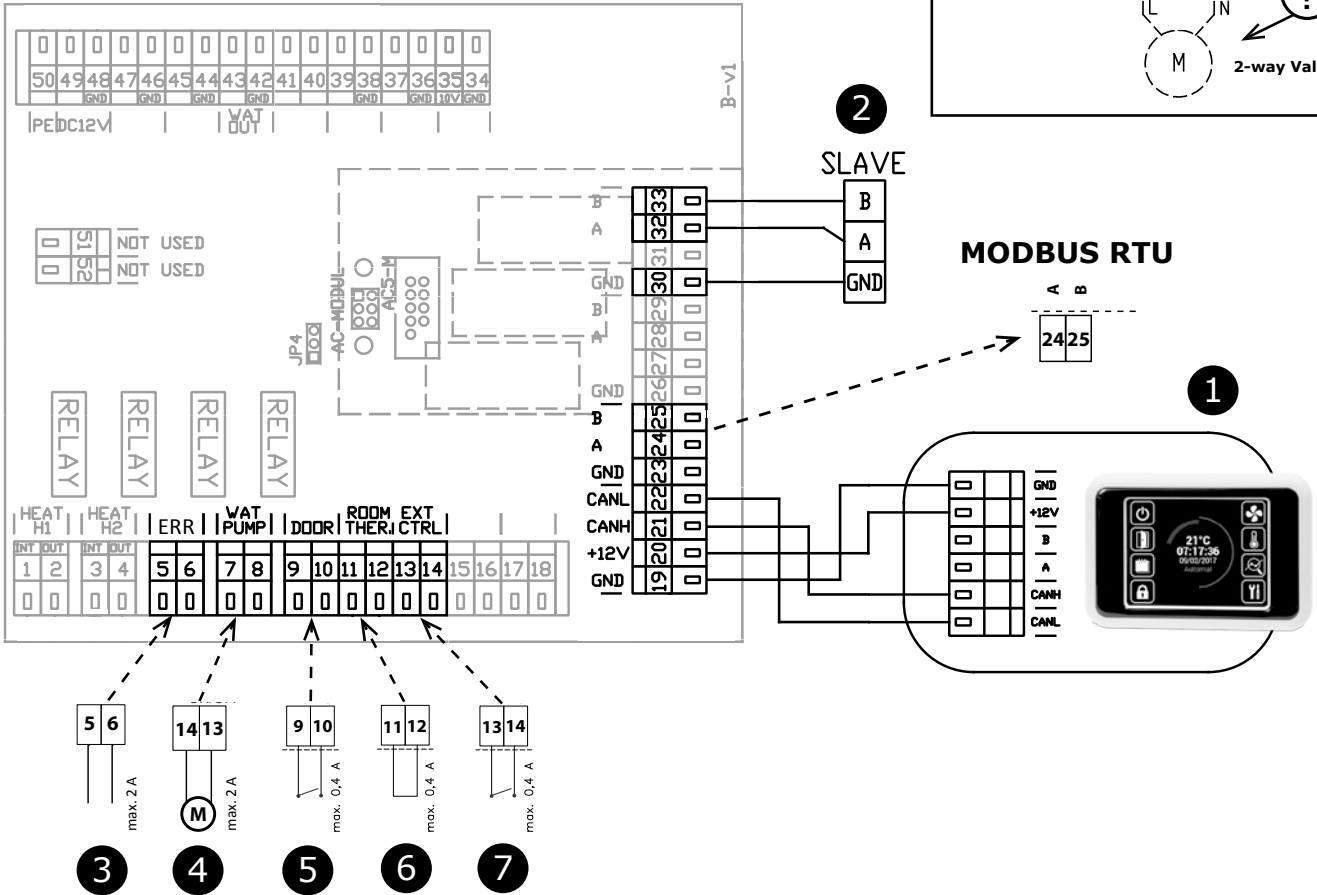 L N
!
M 2-way Val
50 49 48 47 46 45 44 43 42 41 40 39 38 37 36 35 34
GND GND GND GND GND GND 10V GND
PE DC12V WAT
OUT
B-v1
2
SLAVE
B 33 B
A 32 A
31
GND 30 GND
B 29
A 28
27
GND 26
B 25
A 24
GND 23
CANL 22
CANH 21
+12V 20
GND 19
51 NOT USED
52 NOT USED
JP4
AC-MODUL
AC5-M
MODBUS RTU
A B
24 25
1
GND
+12V
B
A
CANH
CANL
21°C
07:17:36
09/02/2017
Automat
RELAY RELAY RELAY RELAY
HEAT HEAT WAT ROOM EXT
H1 H2 ERR PUMP DOOR THER. CTRL
INT OUT INT OUT
1 2 3 4 5 6 7 8 9 10 11 12 13 14 15 16 17 18
5 6 14 13 9 10 11 12 13 14
max. 2 A max. 2 A max. 0,4 A max. 0,4 A max. 0,4 A
M
3 4 5 6 7